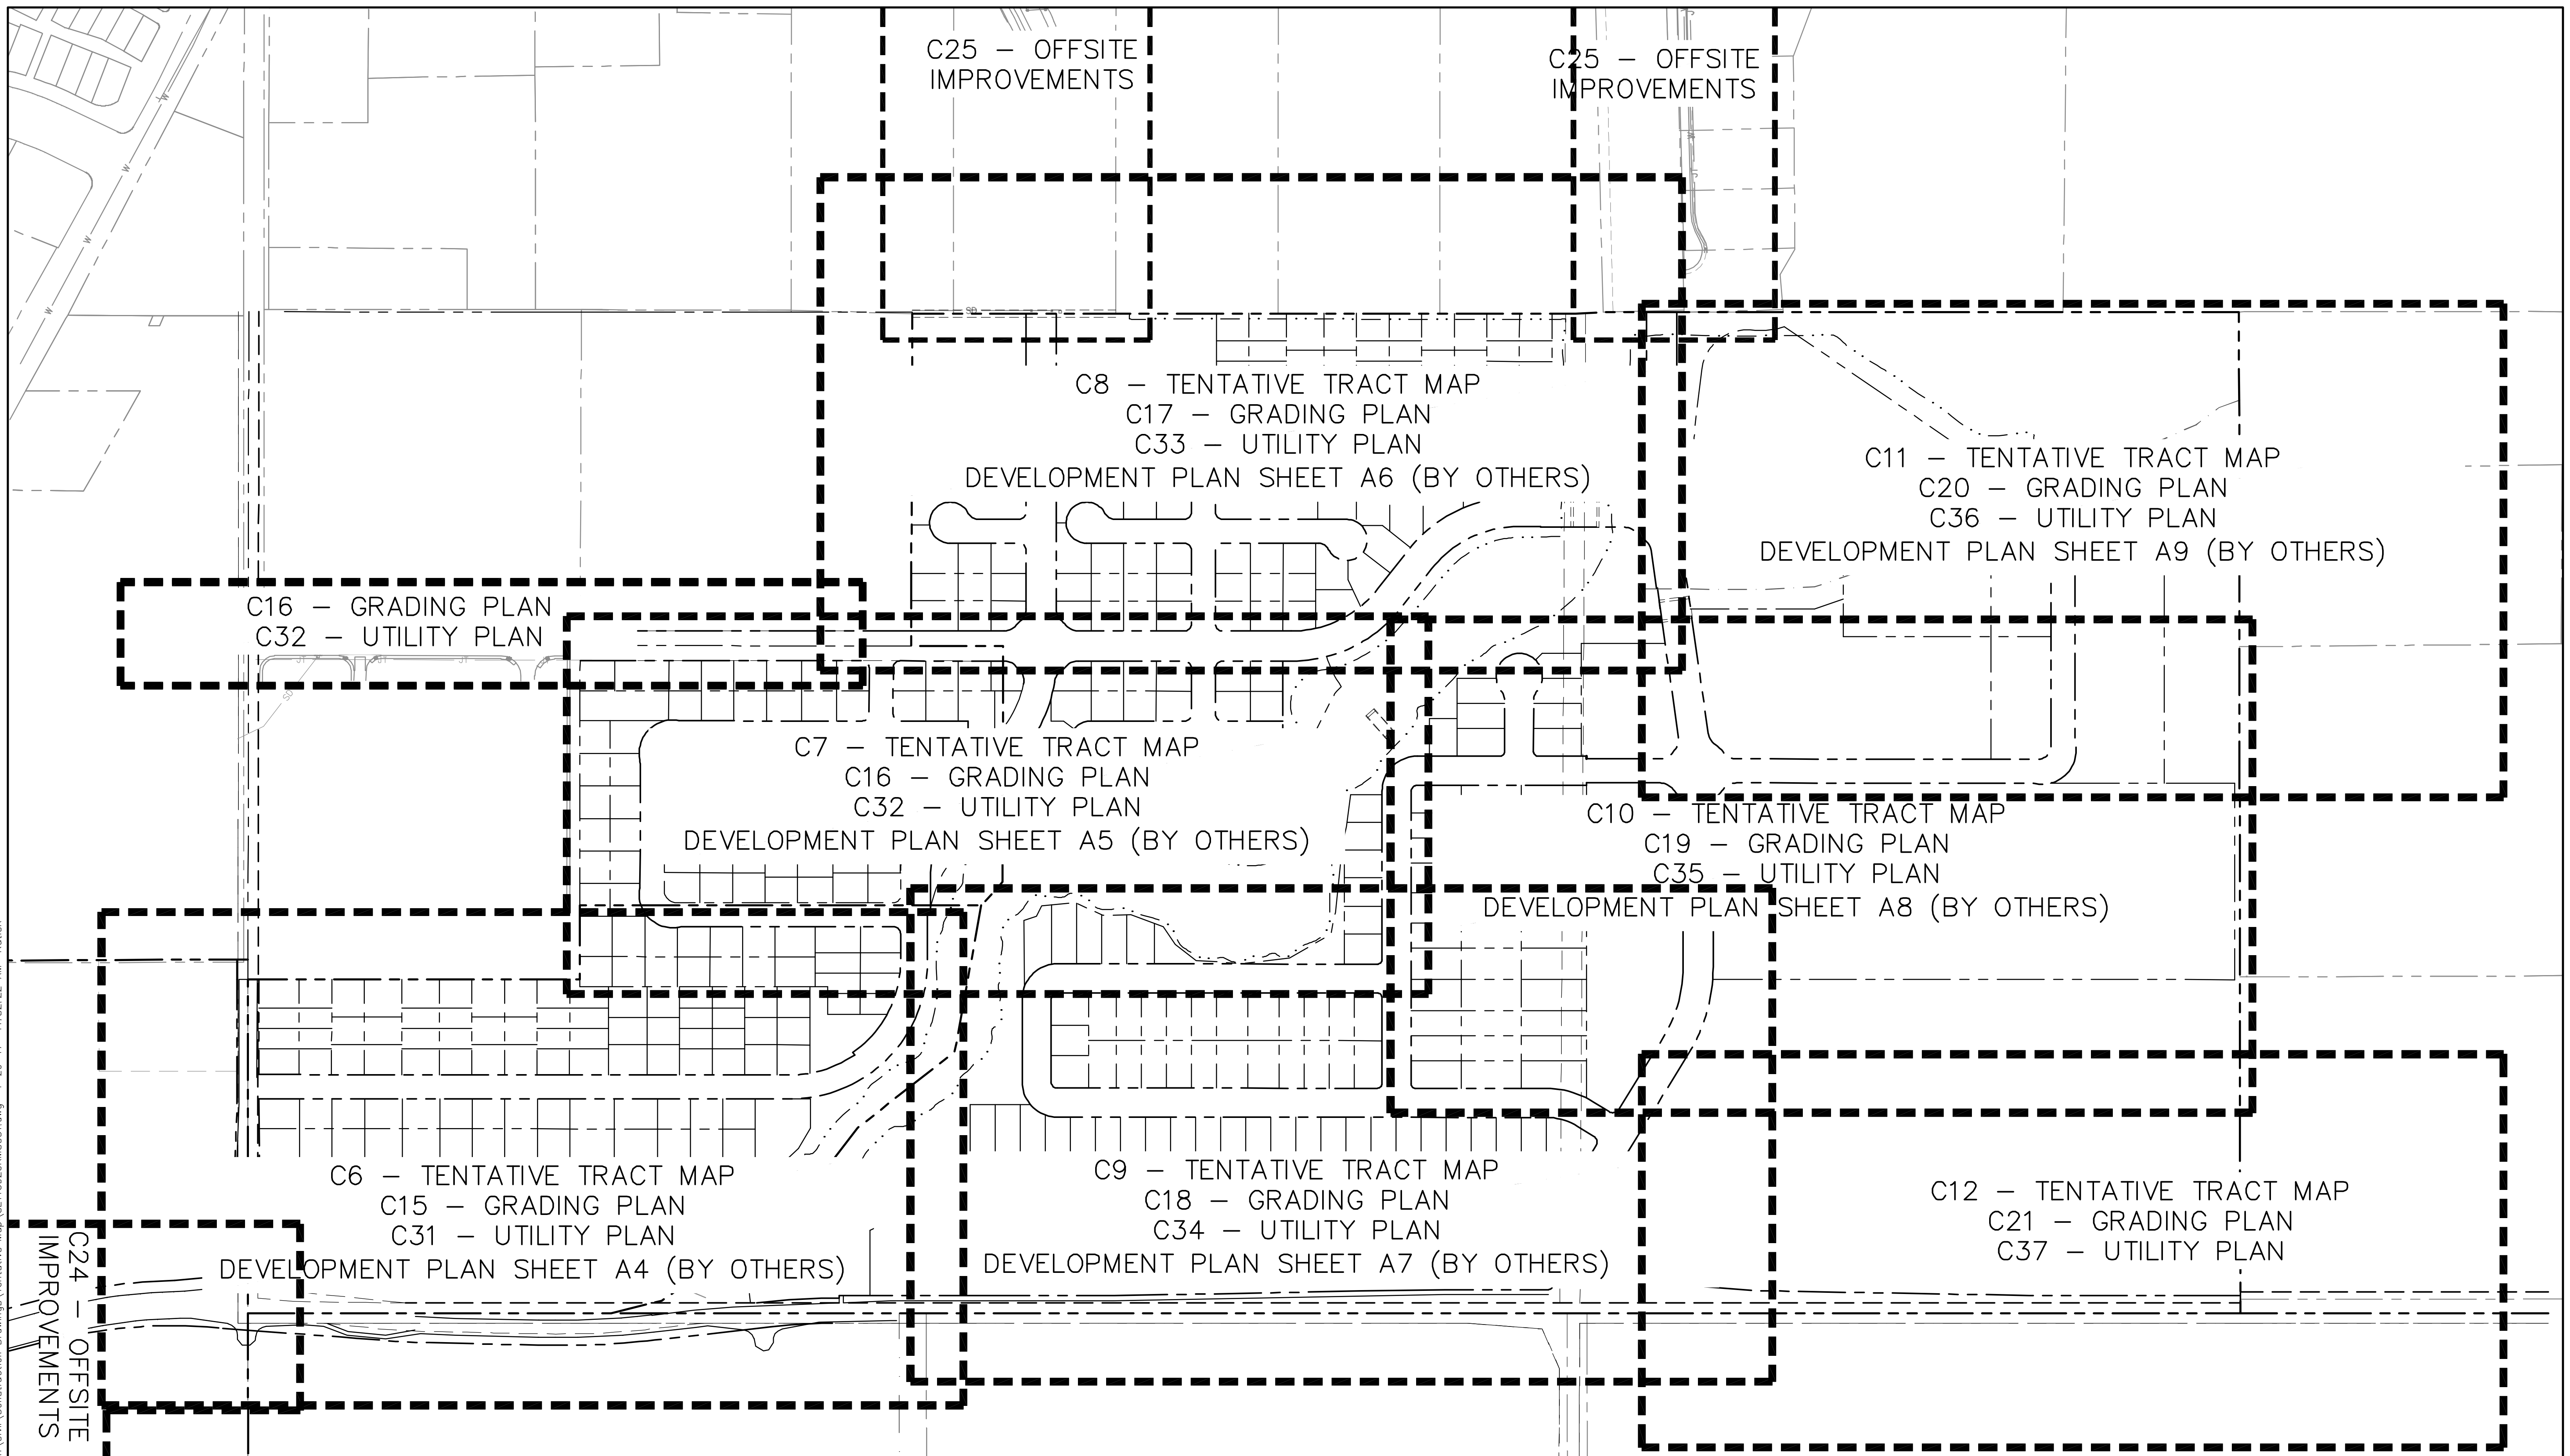 C25 – OFFSITE
IMPROVEMENTS
C25 – OFFSITE
IMPROVEMENTS
C8 – TENTATIVE TRACT MAP
C17 – GRADING PLAN
C33 – UTILITY PLAN
DEVELOPMENT PLAN SHEET A6 (BY OTHERS)
C11 – TENTATIVE TRACT MAP
C20 – GRADING PLAN
C36 – UTILITY PLAN
DEVELOPMENT PLAN SHEET A9 (BY OTHERS)
C16 – GRADING PLAN
C32 – UTILITY PLAN
C7 – TENTATIVE TRACT MAP
C16 – GRADING PLAN
C32 – UTILITY PLAN
DEVELOPMENT PLAN SHEET A5 (BY OTHERS)
C10 – TENTATIVE TRACT MAP
C19 – GRADING PLAN
C35 – UTILITY PLAN
DEVELOPMENT PLAN SHEET A8 (BY OTHERS)
C6 – TENTATIVE TRACT MAP
C15 – GRADING PLAN
C31 – UTILITY PLAN
DEVELOPMENT PLAN SHEET A4 (BY OTHERS)
C9 – TENTATIVE TRACT MAP
C18 – GRADING PLAN
C34 – UTILITY PLAN
DEVELOPMENT PLAN SHEET A7 (BY OTHERS)
C12 – TENTATIVE TRACT MAP
C21 – GRADING PLAN
C37 – UTILITY PLAN
C24 – OFFSITE
IMPROVEMENTS
W
W
W
W
W
JT
JT
JT
SD